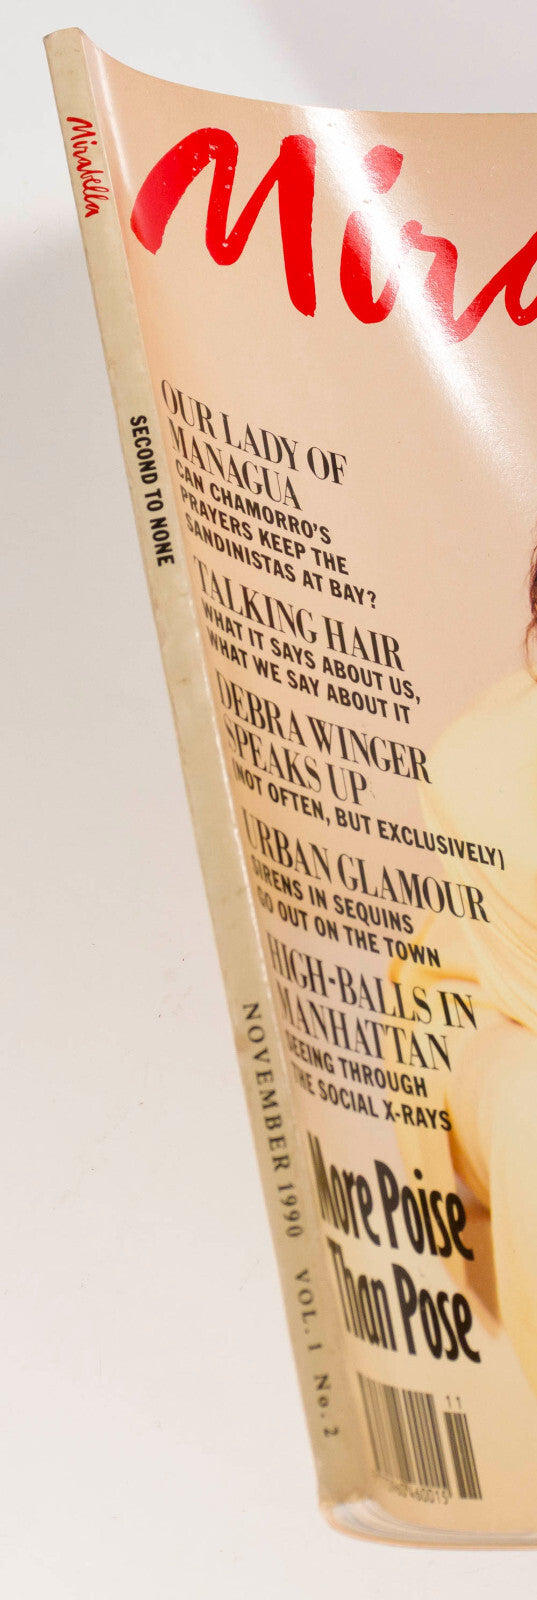 Mirabella
SECOND TO NONE
NOVEMBER 1990 VOL. 1 No. 2
Mira
OUR LADY OF
MANAGUA
CAN CHAMORRO'S
PRAYERS KEEP THE
SANDINISTAS AT BAY?
TALKING HAIR
WHAT IT SAYS ABOUT US,
WHAT WE SAY ABOUT IT
DEBRA WINGER
SPEAKS UP
(NOT OFTEN, BUT EXCLUSIVELY)
URBAN GLAMOUR
SIRENS IN SEQUINS
GO OUT ON THE TOWN
HIGH-BALLS IN
MANHATTAN
SEEING THROUGH
THE SOCIAL X-RAYS
More Poise
Than Pose
11